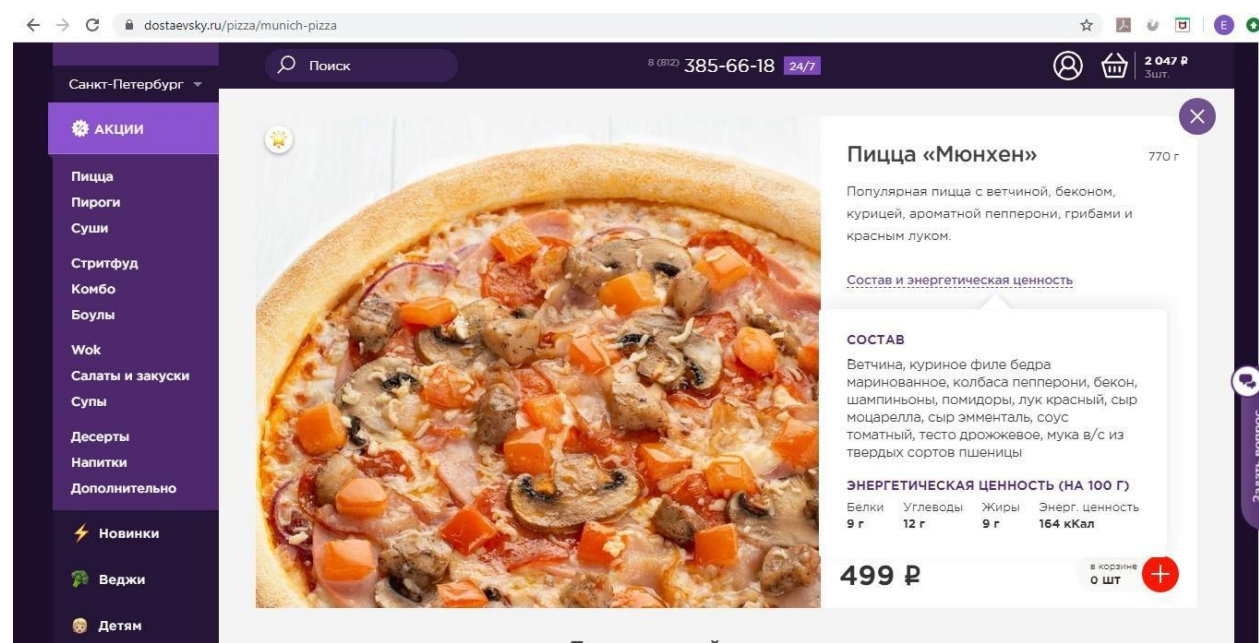 dostaevsky.ru/pizza/munich-pizza
E
Санкт-Петербург
Поиск
8 (812) 385-66-18 24/7
2 047 ₽
3шт.
АКЦИИ
Пицца
Пироги
Суши
Стритфуд
Комбо
Боулы
Wok
Салаты и закуски
Супы
Десерты
Напитки
Дополнительно
Новинки
Веджи
Детям
Пицца «Мюнхен» 770 г
Популярная пицца с ветчиной, беконом,
курицей, ароматной пепперони, грибами и
красным луком.
Состав и энергетическая ценность
СОСТАВ
Ветчина, куриное филе бедра
маринованное, колбаса пепперони, бекон,
шампиньоны, помидоры, лук красный, сыр
моцарелла, сыр эмменталь, соус
томатный, тесто дрожжевое, мука в/с из
твердых сортов пшеницы
ЭНЕРГЕТИЧЕСКАЯ ЦЕННОСТЬ (НА 100 Г)
Белки Углеводы Жиры Энерг. ценность
9 г 12 г 9 г 164 кКал
499 ₽
в корзине
0 шт
Задать вопрос